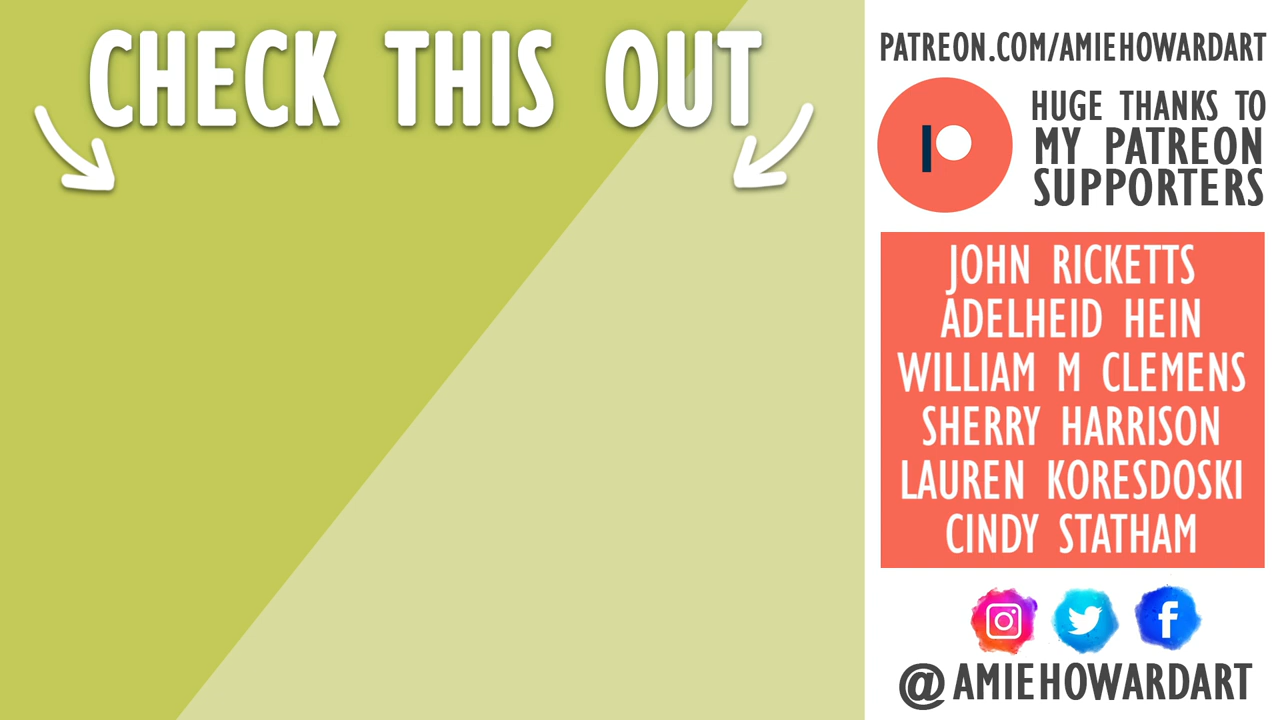 CHECK THIS OUT
PATREON.COM/AMIEHOWARDART
HUGE THANKS TO
MY PATREON
SUPPORTERS
JOHN RICKETTS
ADELHEID HEIN
WILLIAM M CLEMENS
SHERRY HARRISON
LAUREN KORESDOSKI
CINDY STATHAM
@AMIEHOWARDART